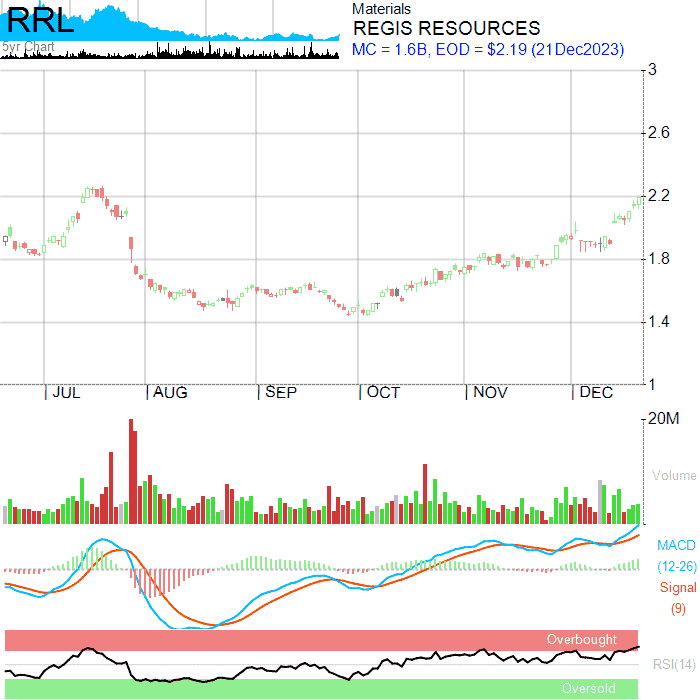 RRL
5yr Chart
Materials
REGIS RESOURCES
MC = 1.6B, EOD = $2.19 (21Dec2023)
3
2.6
2.2
1.8
1.4
1
JUL AUG SEP OCT NOV DEC
20M
Volume
MACD
(12-26)
Signal
(9)
Overbought
RSI(14)
Oversold